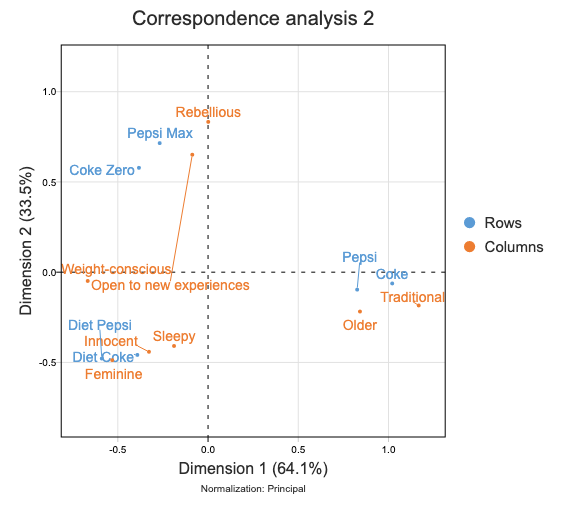 Correspondence analysis 2
Dimension 2 (33.5%)
1.0
0.5
0.0
-0.5
Rebellious
Pepsi Max
Coke Zero
Pepsi
Weight-conscious
Coke
Open to new experiences
Traditional
Diet Pepsi
Older
Sleepy
Innocent
Diet Coke
Feminine
Rows
Columns
-0.5 0.0 0.5 1.0
Dimension 1 (64.1%)
Normalization: Principal